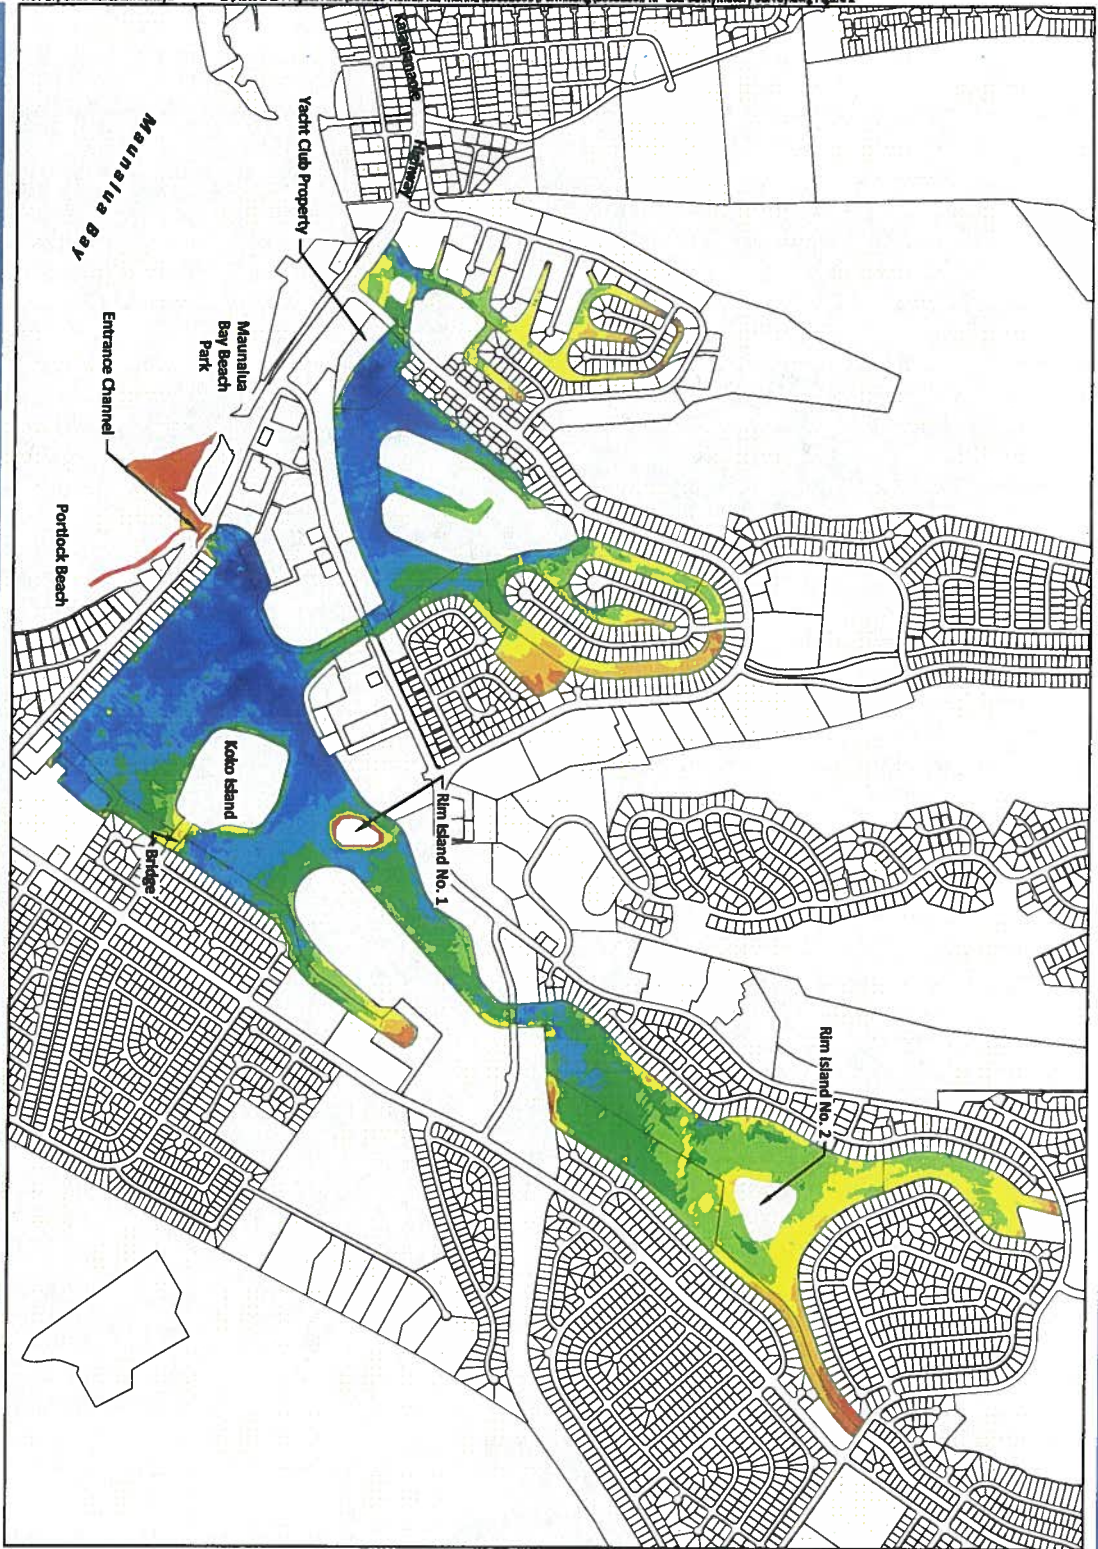 Kalanianaole
Highway
Yacht Club Property
Maunalua Bay
Maunalua
Bay Beach
Park
Entrance Channel
Portlock Beach
Koko Island
Bridge
Rim Island No. 1
Rim Island No. 2